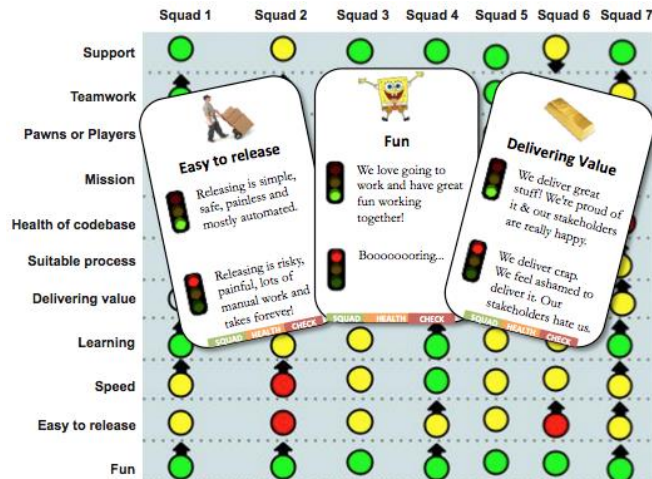 Squad 1 Squad 2 Squad 3 Squad 4 Squad 5 Squad 6 Squad 7
Support
Teamwork
Pawns or Players
Mission
Health of codebase
Suitable process
Delivering value
Learning
Speed
Easy to release
Fun
Easy to release
Releasing is simple,
safe, painless and
mostly automated.
Releasing is risky,
painful, lots of
manual work and
takes forever!
SQUAD HEALTH CHECK
Fun
We love going to
work and have great
fun working
together!
Boooooooring...
SQUAD HEALTH CHECK
Delivering Value
We deliver great
stuff! We're proud of
it & our stakeholders
are really happy.
We deliver crap.
We feel ashamed to
deliver it. Our
stakeholders hate us.
SQUAD HEALTH CHECK